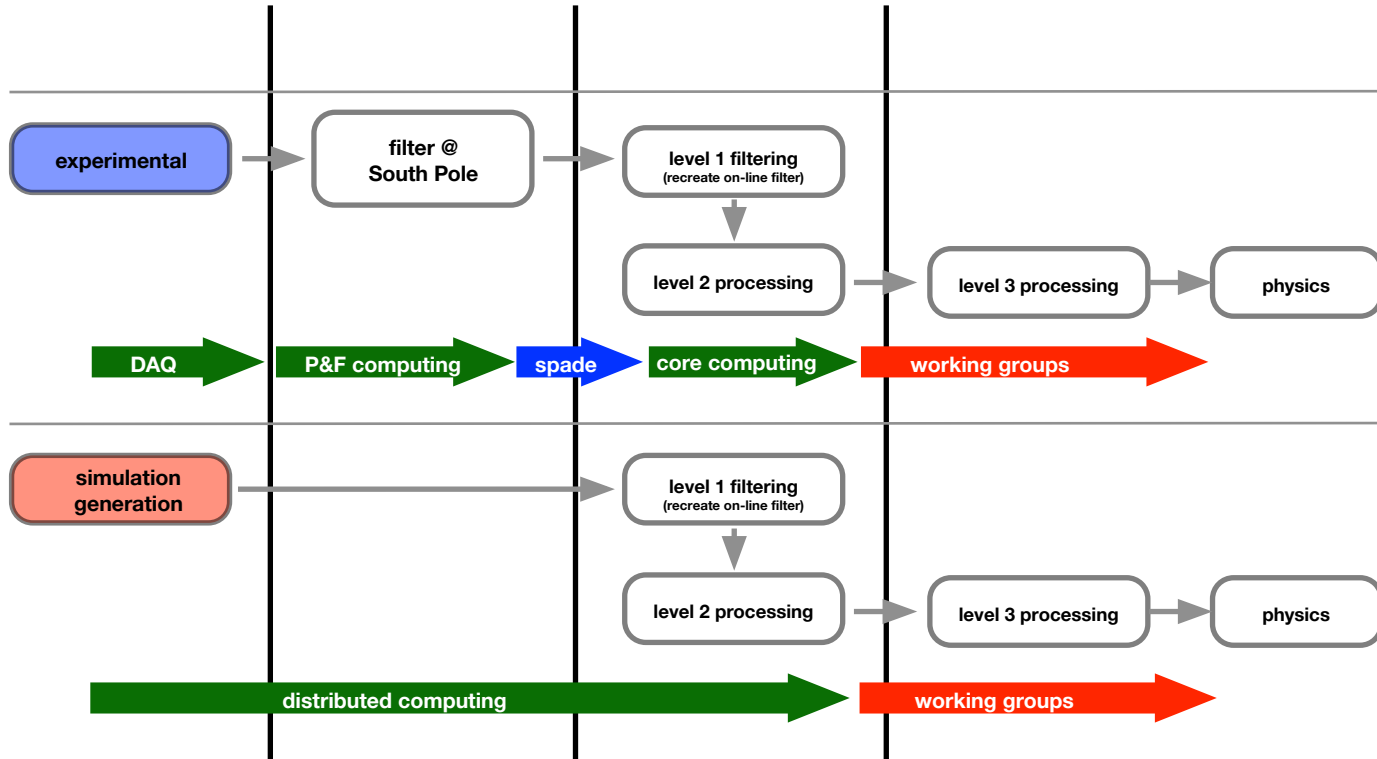 experimental
filter @
South Pole
level 1 filtering
(recreate on-line filter)
level 2 processing
level 3 processing
physics
DAQ
P&F computing
spade
core computing
working groups
simulation
generation
level 1 filtering
(recreate on-line filter)
level 2 processing
level 3 processing
physics
distributed computing
working groups